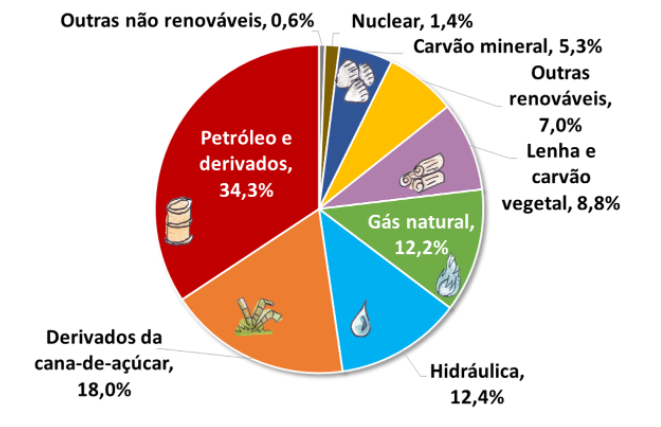 Outras não renováveis, 0,6%
Nuclear, 1,4%
Carvão mineral, 5,3%
Outras
renováveis,
7,0%
Lenha e
carvão
vegetal, 8,8%
Petróleo e
derivados,
34,3%
Gás natural,
12,2%
Derivados da
cana-de-açúcar,
18,0%
Hidráulica,
12,4%